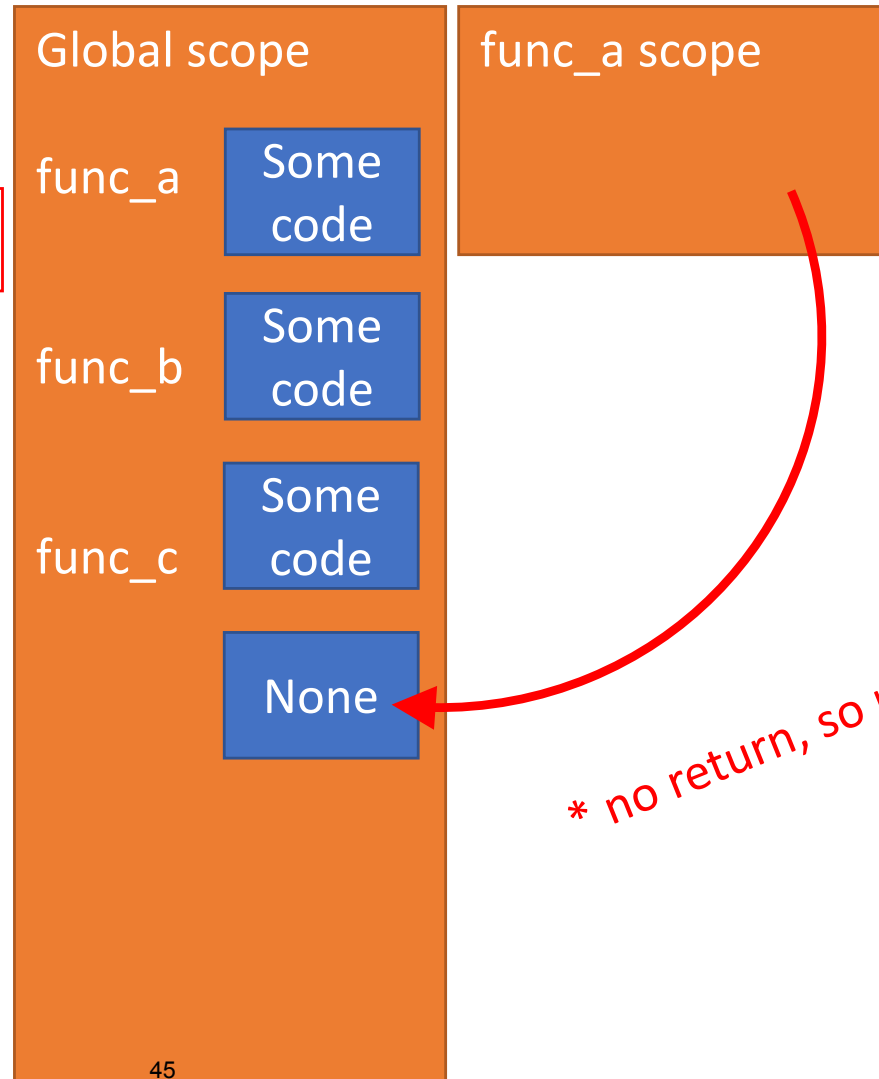 Global scope
func_a
Some
code
func_b
Some
code
func_c
Some
code
None
func_a scope
* no return, so
45